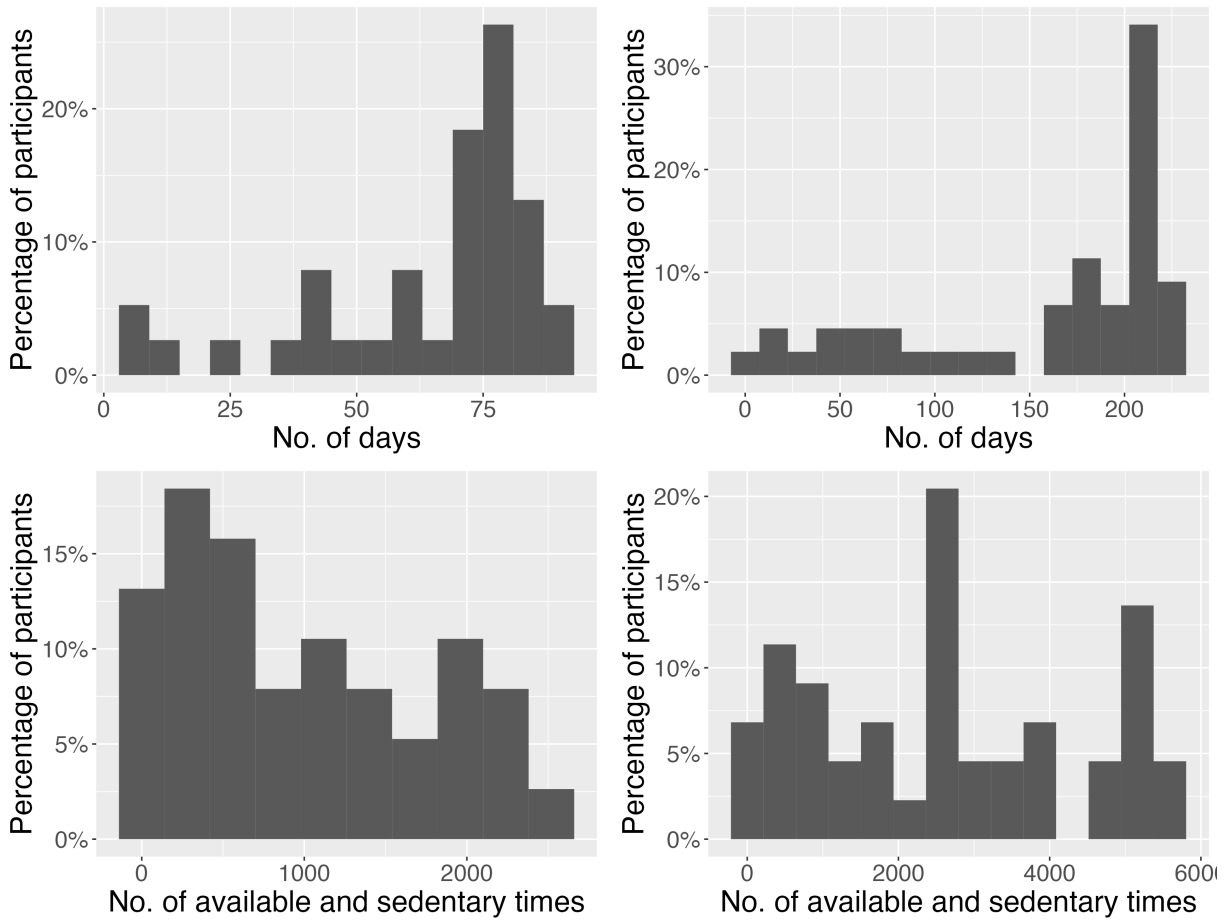 Percentage of participants
20%
10%
0%
0 25 50 75
No. of days
Percentage of participants
30%
20%
10%
0%
0 50 100 150 200
No. of days
Percentage of participants
15%
10%
5%
0%
0 1000 2000
No. of available and sedentary times
Percentage of participants
20%
15%
10%
5%
0%
0 2000 4000 6000
No. of available and sedentary times